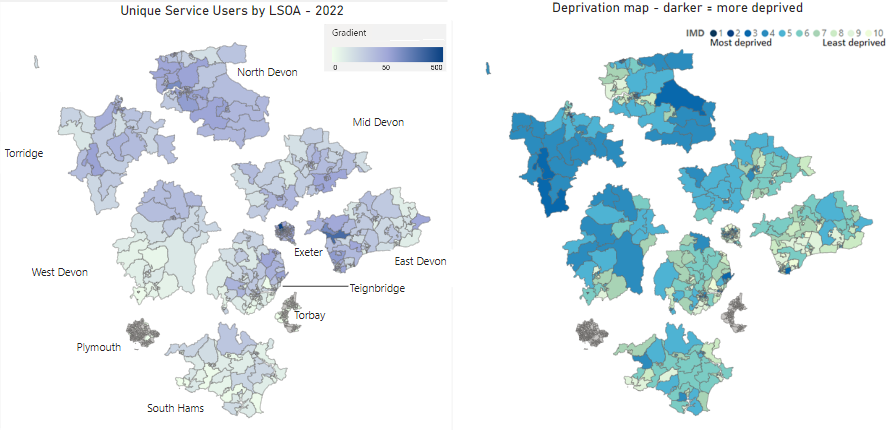 Unique Service Users by LSOA - 2022
Gradient
0 50 600
North Devon
Mid Devon
Torridge
Exeter
East Devon
West Devon
Teignbridge
Torbay
Plymouth
South Hams
Deprivation map - darker = more deprived
IMD 1 2 3 4 5 6 7 8 9 10
Most deprived Least deprived